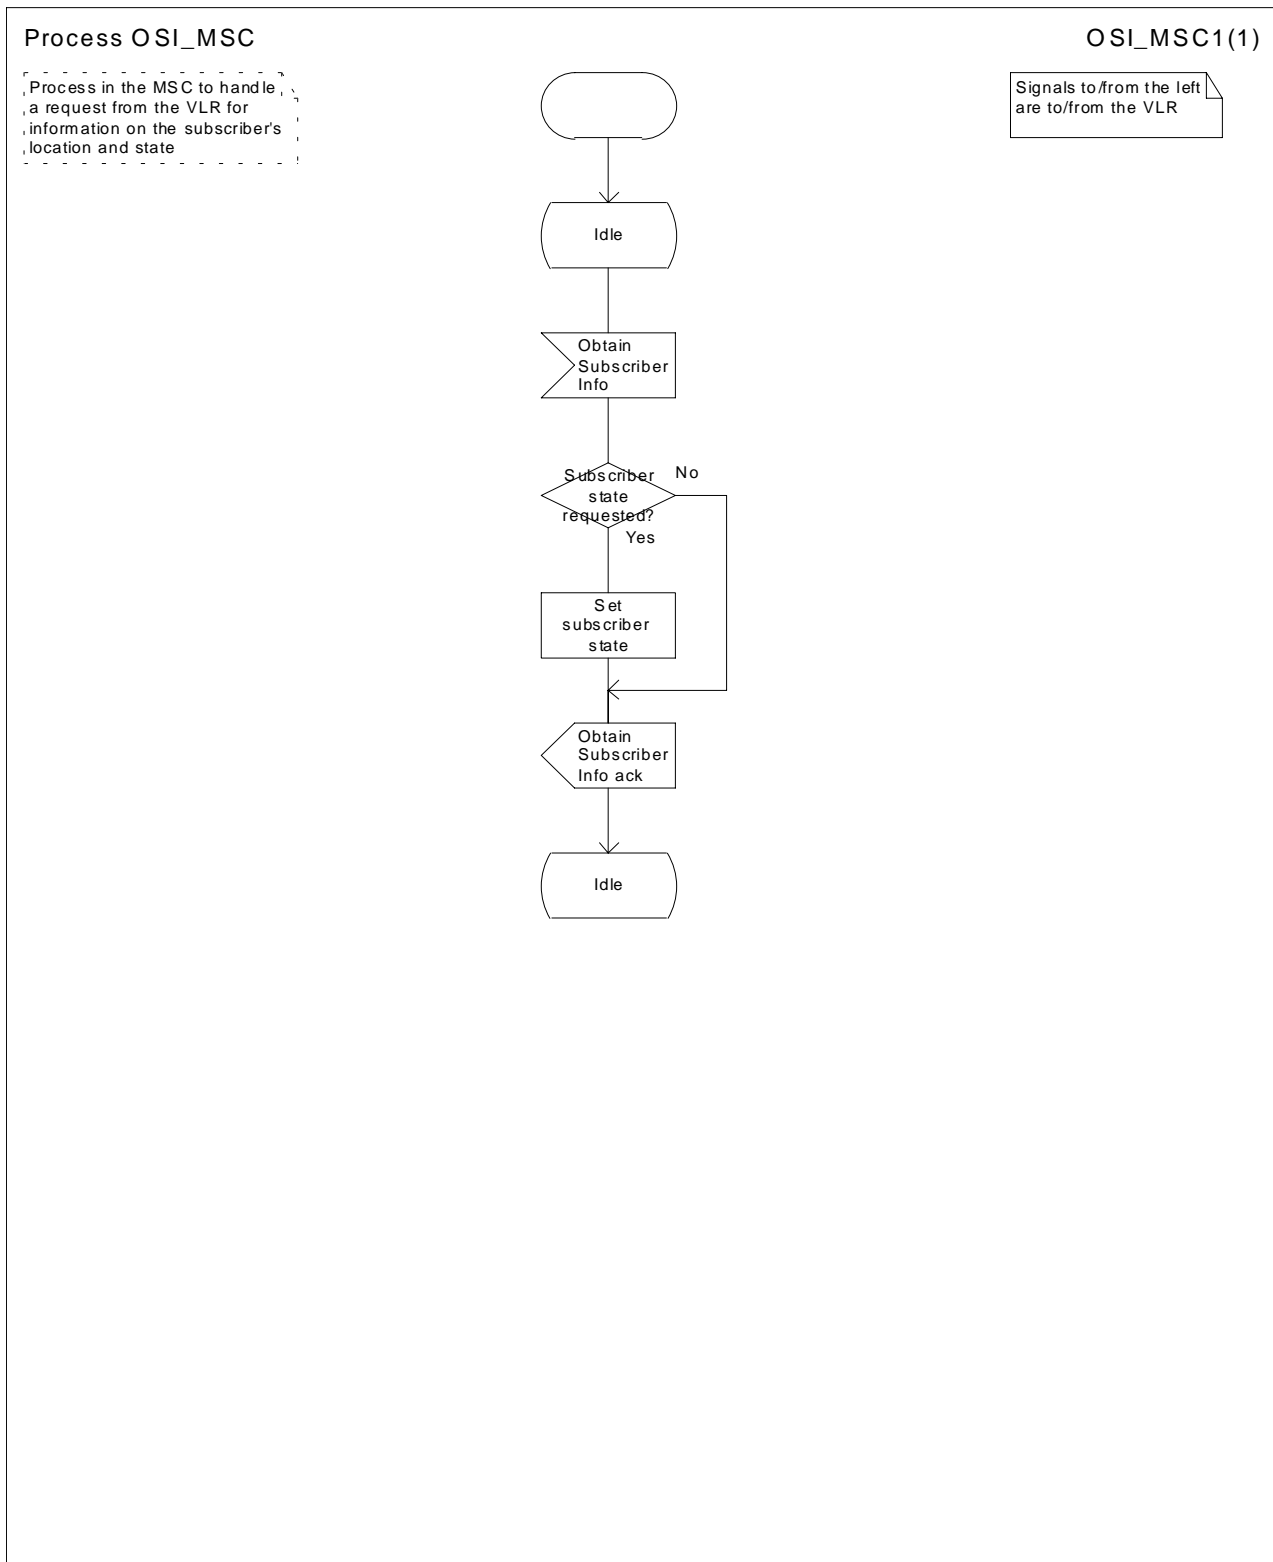 Process OSI_MSC
OSI_MSC1(1)
Process in the MSC to handle
a request from the VLR for
information on the subscriber's
location and state
Signals to/from the left
are to/from the VLR
Idle
Obtain
Subscriber
Info
Subscriber
state
requested?
No
Yes
Set
subscriber
state
Obtain
Subscriber
Info ack
Idle